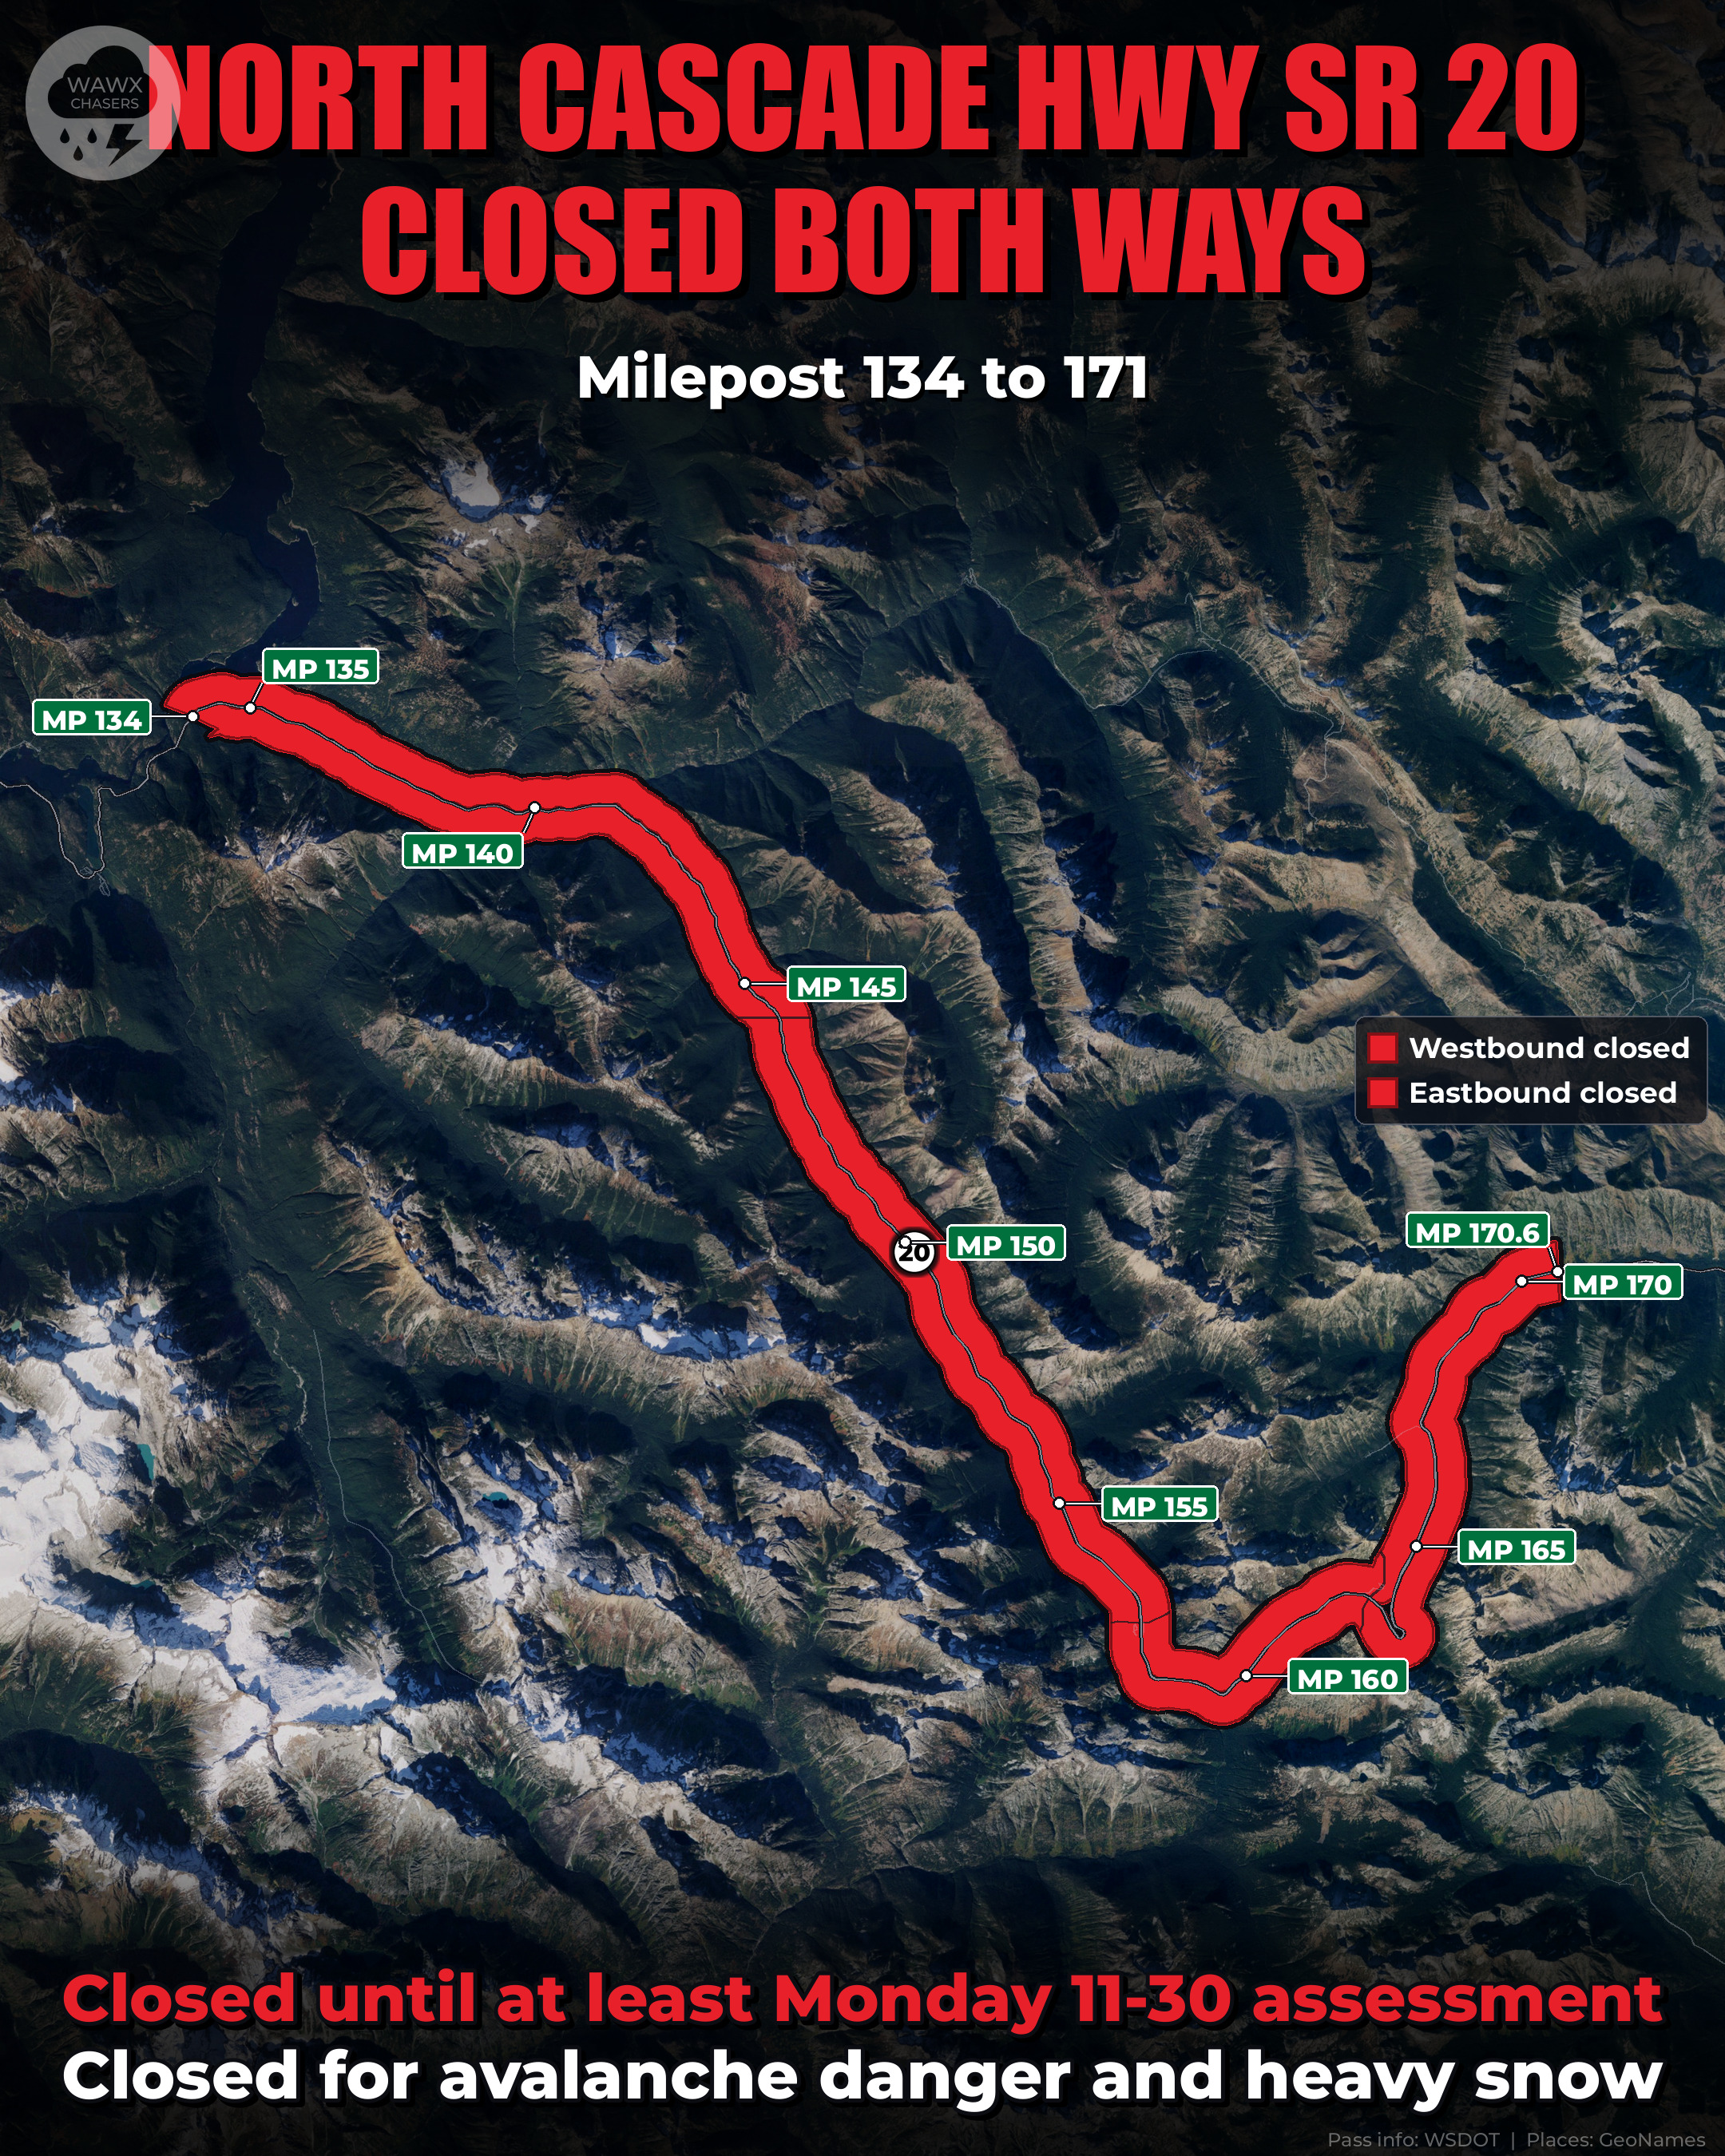 WAWX
CHASERS
NORTH CASCADE HWY SR 20
CLOSED BOTH WAYS
Milepost 134 to 171
MP 135
MP 134
MP 140
MP 145
Westbound closed
Eastbound closed
MP 170.6
20
MP 150
MP 170
MP 155
MP 165
MP 160
Closed until at least Monday 11-30 assessment
Closed for avalanche danger and heavy snow
Pass info: WSDOT | Places: GeoNames